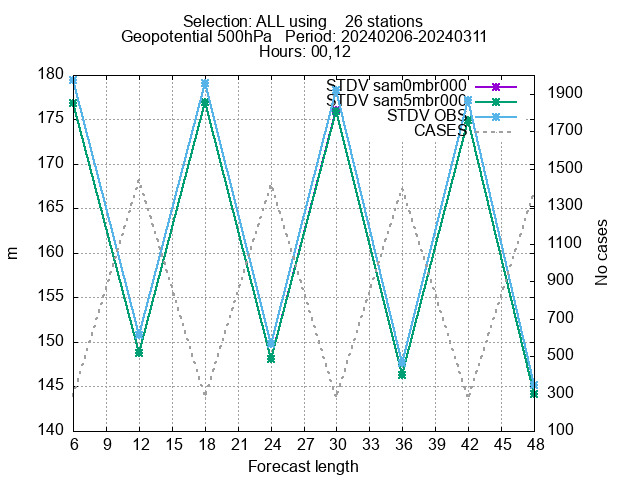 Selection: ALL using    26 stations
Geopotential 500hPa   Period: 20240206-20240311
Hours: 00,12
STDV sam0mbr000
STDV sam5mbr000
STDV OBS
CASES
180
175
170
165
160
155
150
145
140
m
1900
1700
1500
1300
1100
900
700
500
300
100
No cases
6 9 12 15 18 21 24 27 30 33 36 39 42 45 48
Forecast length